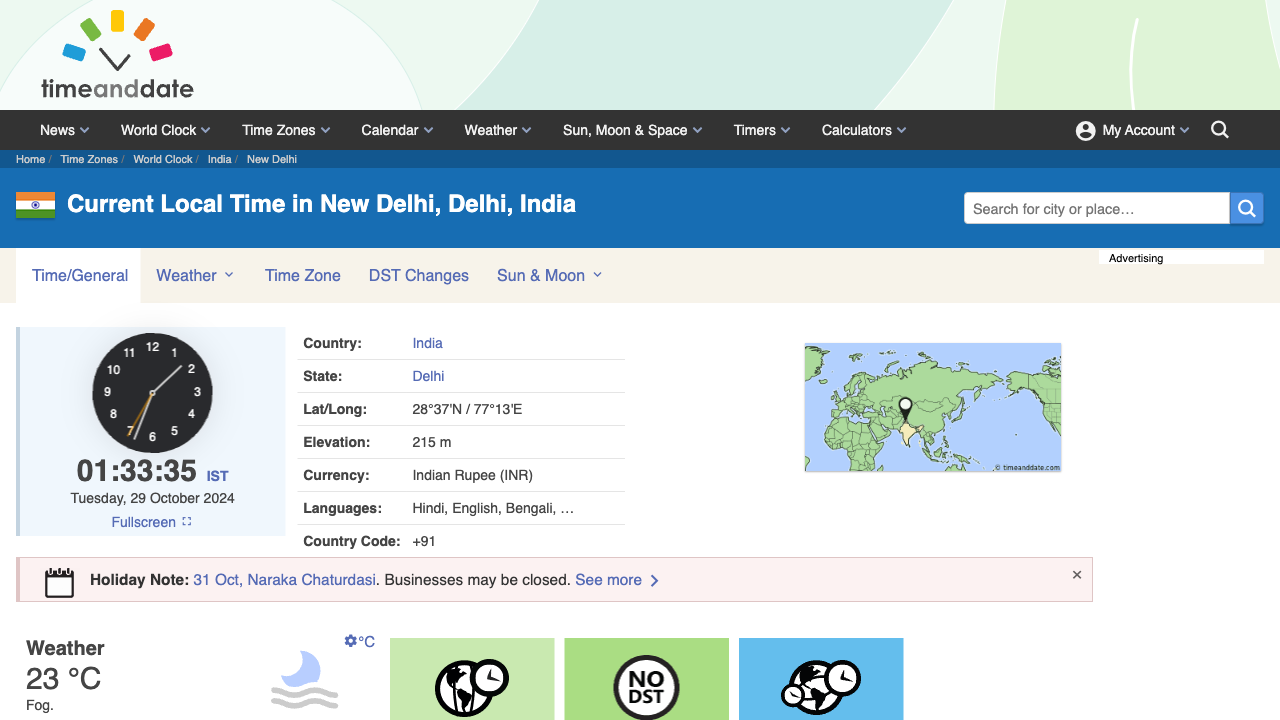 timeanddate
News World Clock Time Zones Calendar Weather Sun, Moon & Space Timers Calculators My Account
Home / Time Zones / World Clock / India / New Delhi
Current Local Time in New Delhi, Delhi, India
Search for city or place…
Time/General Weather Time Zone DST Changes Sun & Moon
Advertising
12 1 2 3 4 5 6 7 8 9 10 11
01:33:35 IST
Tuesday, 29 October 2024
Fullscreen
Country: India
State: Delhi
Lat/Long: 28°37'N / 77°13'E
Elevation: 215 m
Currency: Indian Rupee (INR)
Languages: Hindi, English, Bengali, …
Country Code: +91
© timeanddate.com
Holiday Note: 31 Oct, Naraka Chaturdasi. Businesses may be closed. See more
Weather
°C
23 °C
Fog.
NO
DST